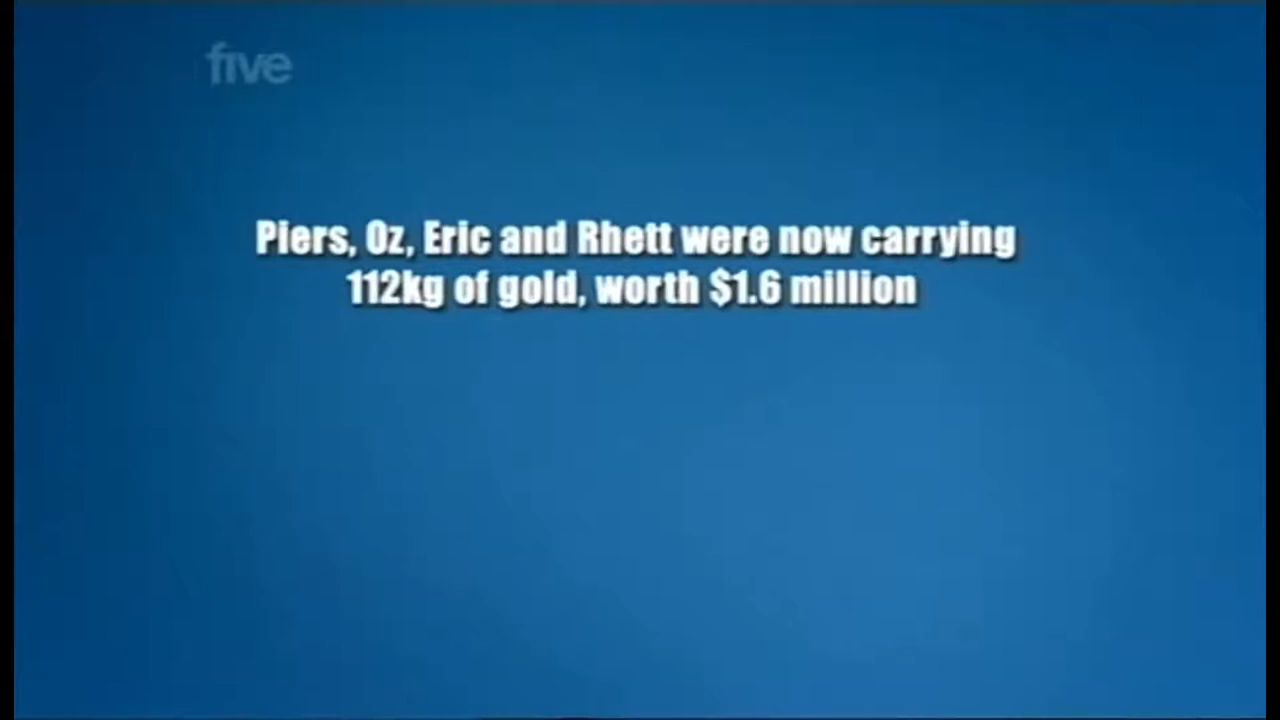 five
Piers, Oz, Eric and Rhett were now carrying
112kg of gold, worth $1.6 million